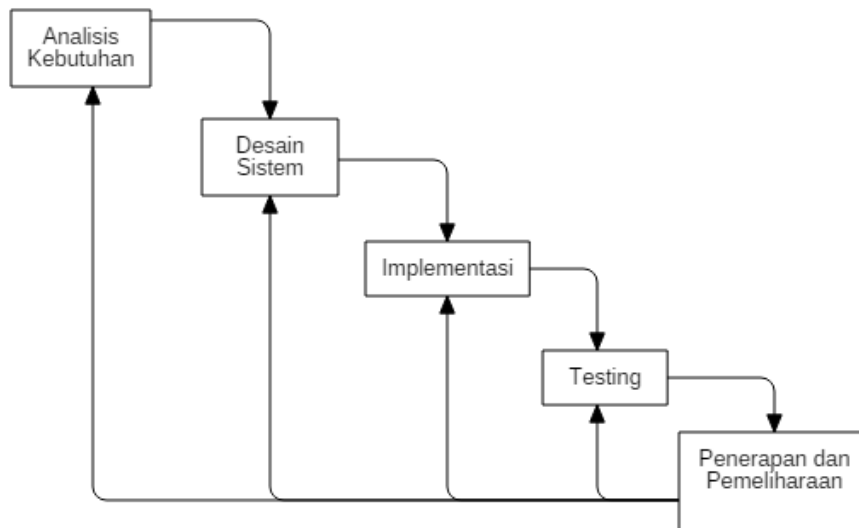 Analisis
Kebutuhan
Desain
Sistem
Implementasi
Testing
Penerapan dan
Pemeliharaan